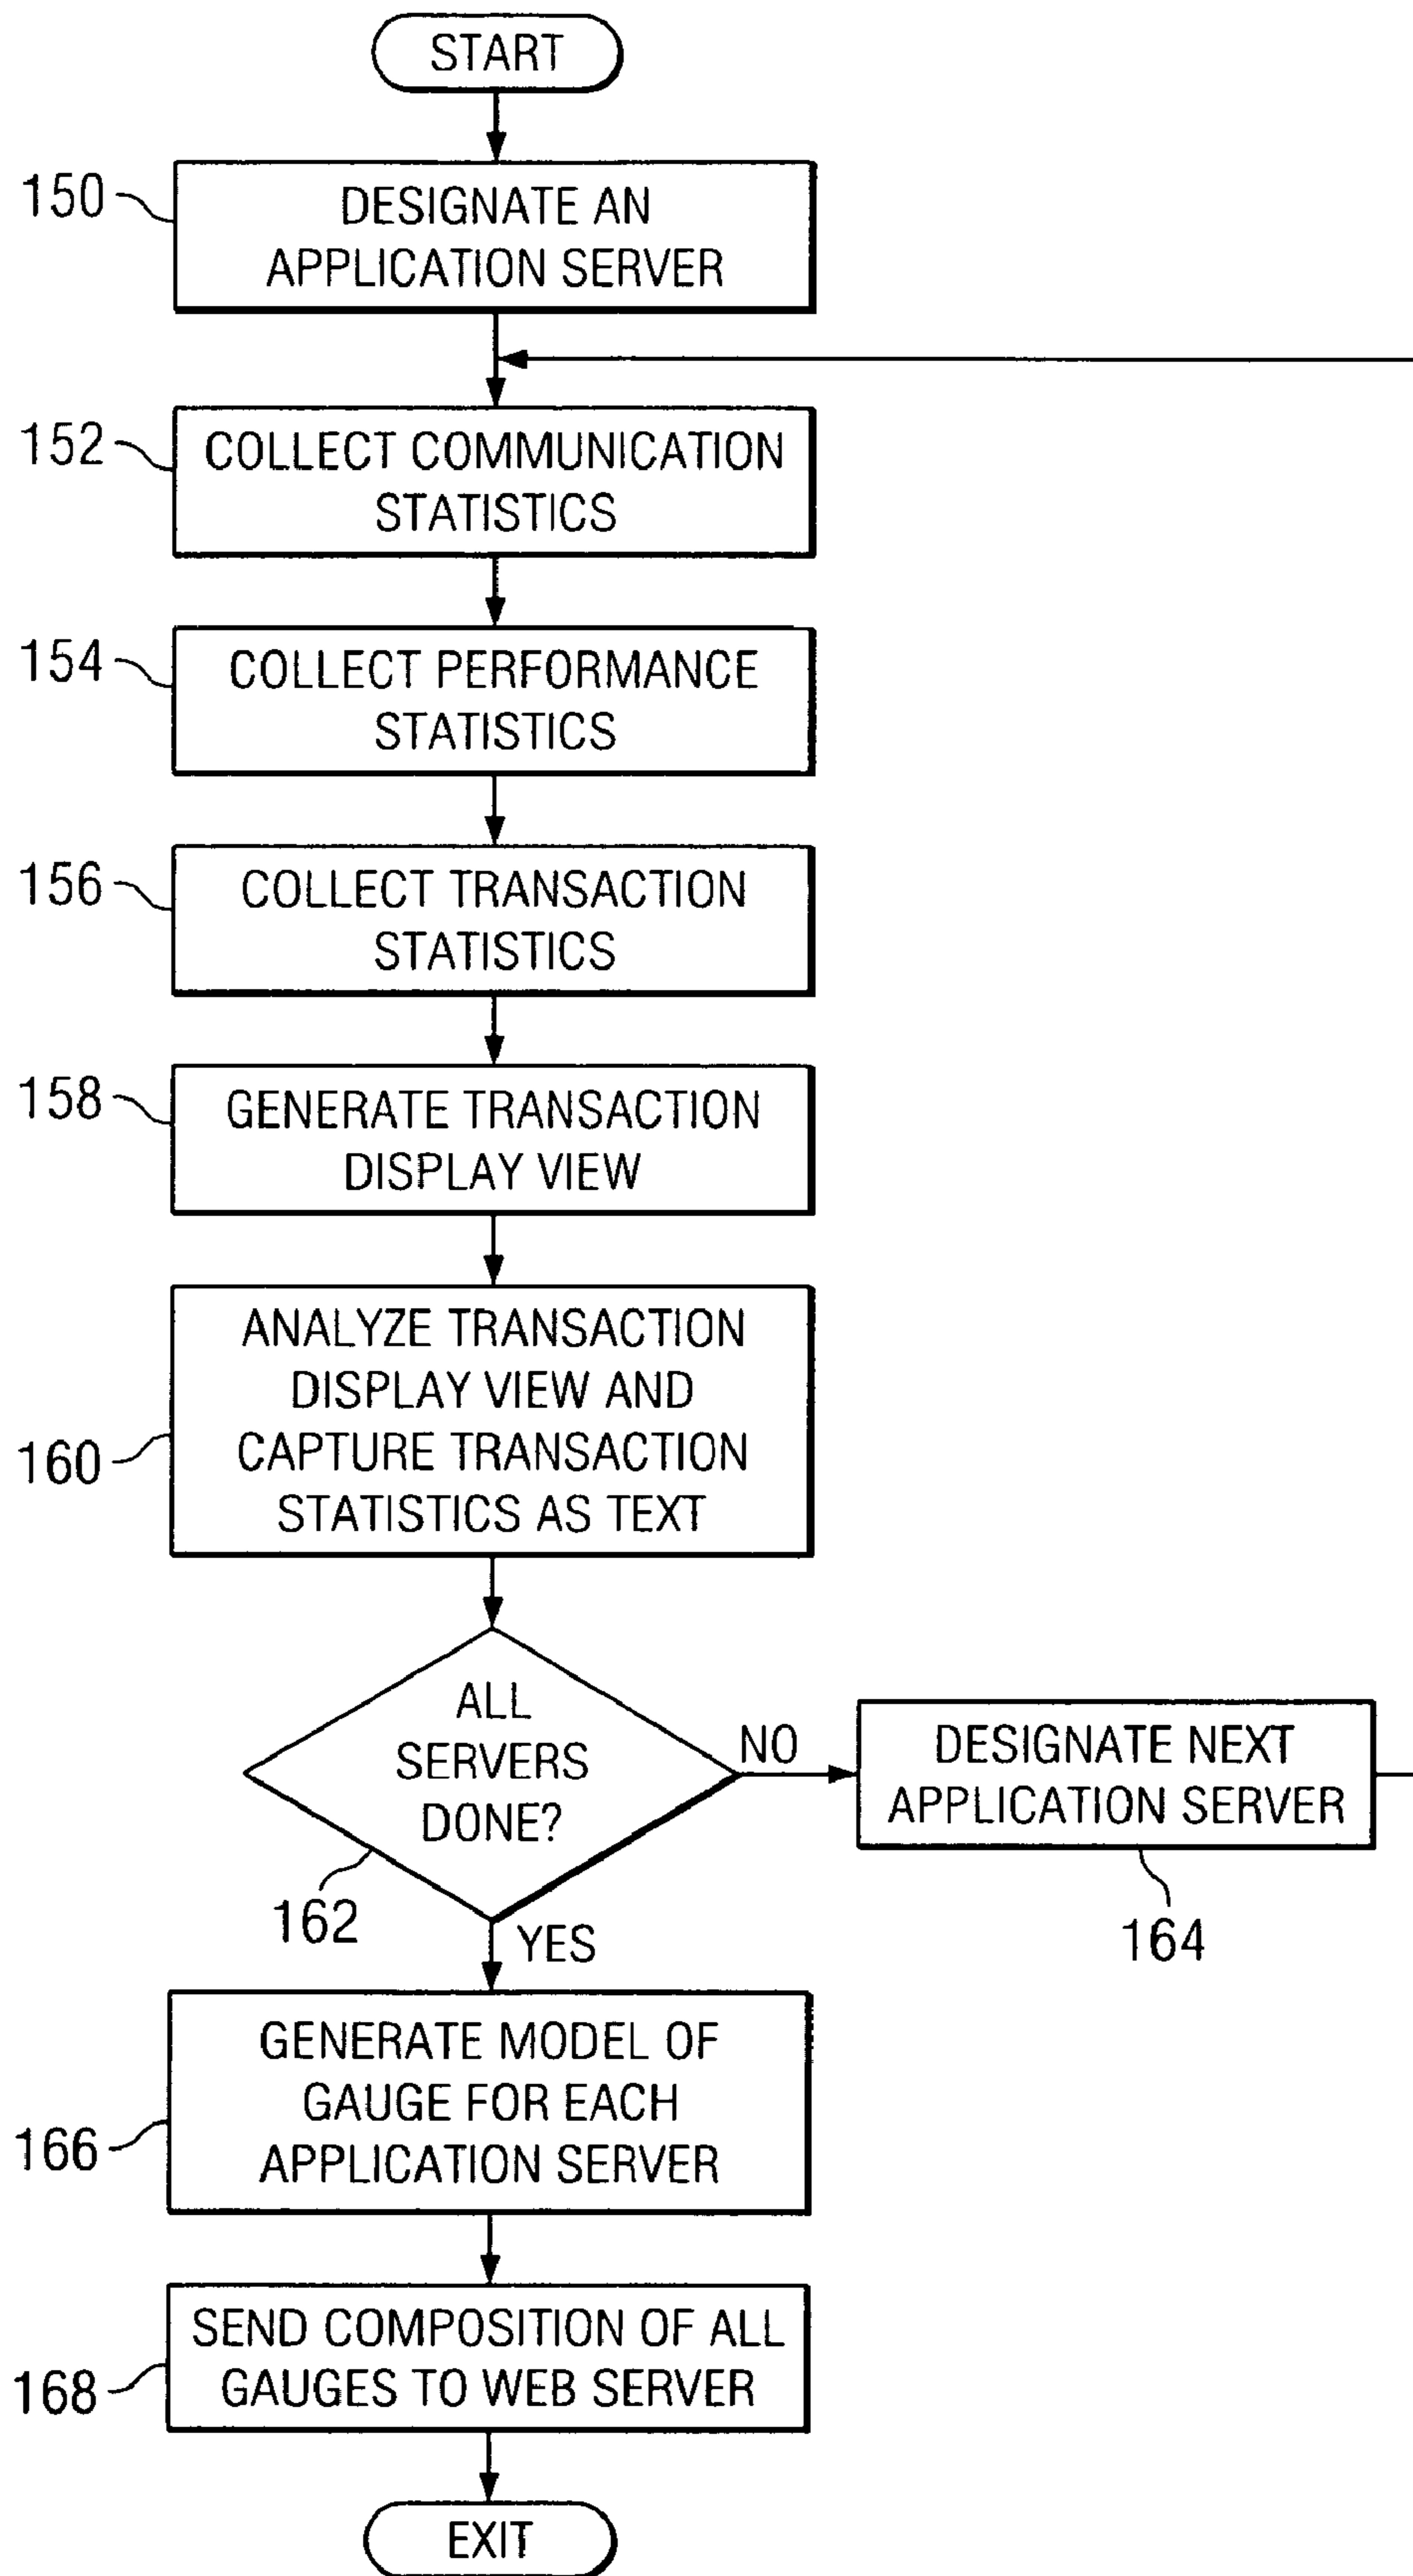 START
150
DESIGNATE AN
APPLICATION SERVER
152
COLLECT COMMUNICATION
STATISTICS
154
COLLECT PERFORMANCE
STATISTICS
156
COLLECT TRANSACTION
STATISTICS
158
GENERATE TRANSACTION
DISPLAY VIEW
160
ANALYZE TRANSACTION
DISPLAY VIEW AND
CAPTURE TRANSACTION
STATISTICS AS TEXT
ALL
SERVERS
DONE?
162
NO
DESIGNATE NEXT
APPLICATION SERVER
164
YES
166
GENERATE MODEL OF
GAUGE FOR EACH
APPLICATION SERVER
168
SEND COMPOSITION OF ALL
GAUGES TO WEB SERVER
EXIT